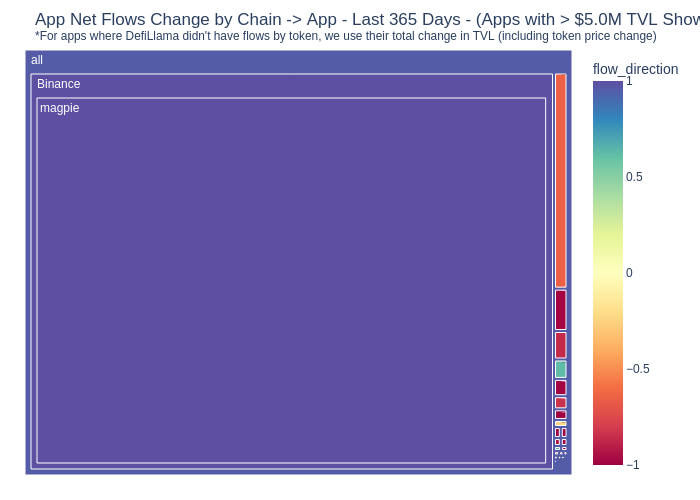 App Net Flows Change by Chain -> App - Last 365 Days - (Apps with > $5.0M TVL Show
*For apps where DefiLlama didn't have flows by token, we use their total change in TVL (including token price change)
all
Binance
magpie
flow_direction
1
0.5
0
−0.5
−1